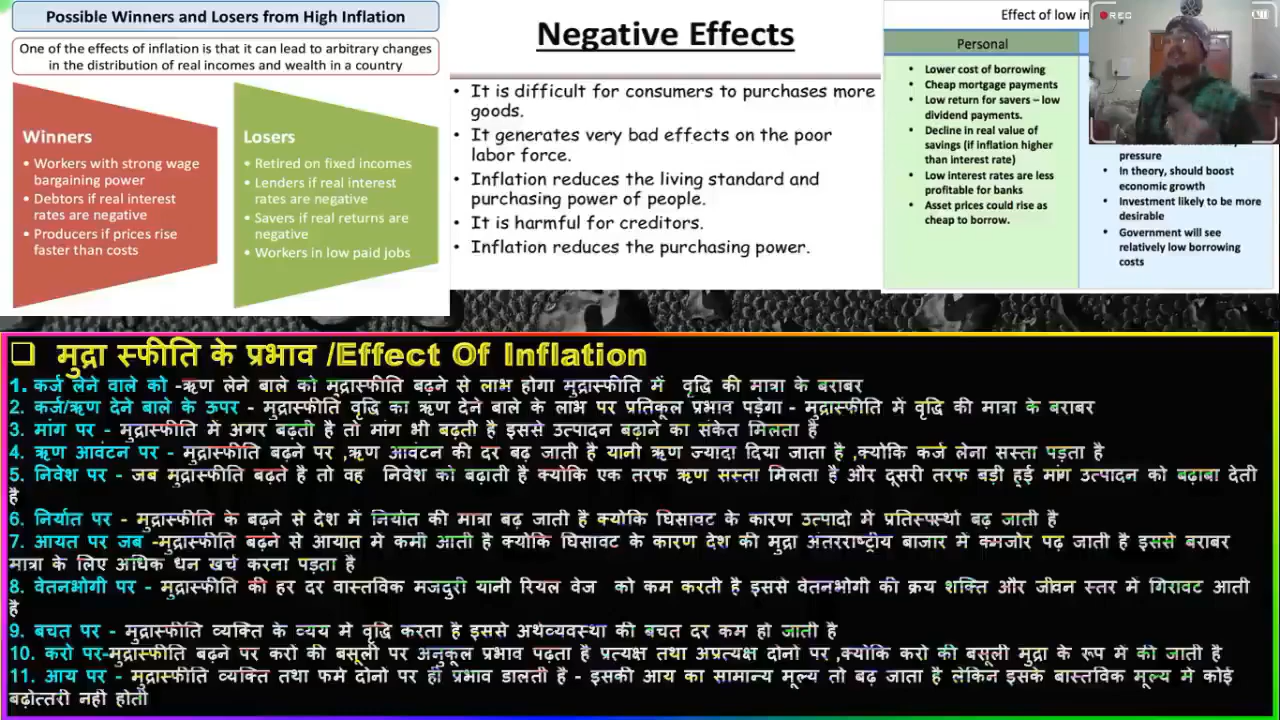 Possible Winners and Losers from High Inflation
One of the effects of inflation is that it can lead to arbitrary changes
in the distribution of real incomes and wealth in a country
Winners
• Workers with strong wage
bargaining power
• Debtors if real interest
rates are negative
• Producers if prices rise
faster than costs
Losers
• Retired on fixed incomes
• Lenders if real interest
rates are negative
• Savers if real returns are
negative
• Workers in low paid jobs
Negative Effects
• It is difficult for consumers to purchases more
goods.
• It generates very bad effects on the poor
labor force.
• Inflation reduces the living standard and
purchasing power of people.
• It is harmful for creditors.
• Inflation reduces the purchasing power.
Effect of low in
REC
Personal
• Lower cost of borrowing
• Cheap mortgage payments
• Low return for savers – low
dividend payments.
• Decline in real value of
savings (if inflation higher
than interest rate)
• Low interest rates are less
profitable for banks
• Asset prices could rise as
cheap to borrow.
pressure
• In theory, should boost
economic growth
• Investment likely to be more
desirable
• Government will see
relatively low borrowing
costs
❑ मुद्रा स्फीति के प्रभाव /Effect Of Inflation
1. कर्ज लेने वाले को -ऋण लेने बाले को मुद्रास्फीति बढ़ने से लाभ होगा मुद्रास्फीति में वृद्धि की मात्रा के बराबर
2. कर्ज/ऋण देने बाले के ऊपर - मुद्रास्फीति वृद्धि का ऋण देने बाले के लाभ पर प्रतिकूल प्रभाव पड़ेगा - मुद्रास्फीति में वृद्धि की मात्रा के बराबर
3. मांग पर - मुद्रास्फीति में अगर बढ़ती है तो मांग भी बढ़ती है इससे उत्पादन बढ़ाने का संकेत मिलता है
4. ऋण आवंटन पर - मुद्रास्फीति बढ़ने पर ,ऋण आवंटन की दर बढ़ जाती है यानी ऋण ज्यादा दिया जाता है ,क्योकि कर्ज लेना सस्ता पड़ता है
5. निवेश पर - जब मुद्रास्फीति बढ़ते है तो वह निवेश को बढ़ाती है क्योकि एक तरफ ऋण सस्ता मिलता है और दूसरी तरफ बड़ी हुई मांग उत्पादन को बढ़ाबा देती
है
6. निर्यात पर - मुद्रास्फीति के बढ़ने से देश में निर्यात की मात्रा बढ़ जाती है क्योकि घिसावट के कारण उत्पादो में प्रतिस्पर्धा बढ़ जाती है
7. आयत पर जब -मुद्रास्फीति बढ़ने से आयात में कमी आती है क्योकि घिसावट के कारण देश की मुद्रा अंतरराष्ट्रीय बाजार में कमजोर पढ़ जाती है इससे बराबर
मात्रा के लिए अधिक धन खर्च करना पड़ता है
8. वेतनभोगी पर - मुद्रास्फीति की हर दर वास्तविक मजदुरी यानी रियल वेज को कम करती है इससे वेतनभोगी की क्रय शक्ति और जीवन स्तर में गिरावट आती
है
9. बचत पर - मुद्रास्फीति व्यक्ति के व्यय में वृद्धि करता है इससे अर्थव्यवस्था की बचत दर कम हो जाती है
10. करो पर-मुद्रास्फीति बढ़ने पर करों की बसूली पर अनुकूल प्रभाव पढ़ता है प्रत्यक्ष तथा अप्रत्यक्ष दोनो पर ,क्योकि करो की बसूली मुद्रा के रूप में की जाती है
11. आय पर - मुद्रास्फीति व्यक्ति तथा फर्म दोनो पर ही प्रभाव डालती है - इसकी आय का सामान्य मूल्य तो बढ़ जाता है लेकिन इसके बास्तविक मूल्य में कोई
बढ़ोत्तरी नहीं होती